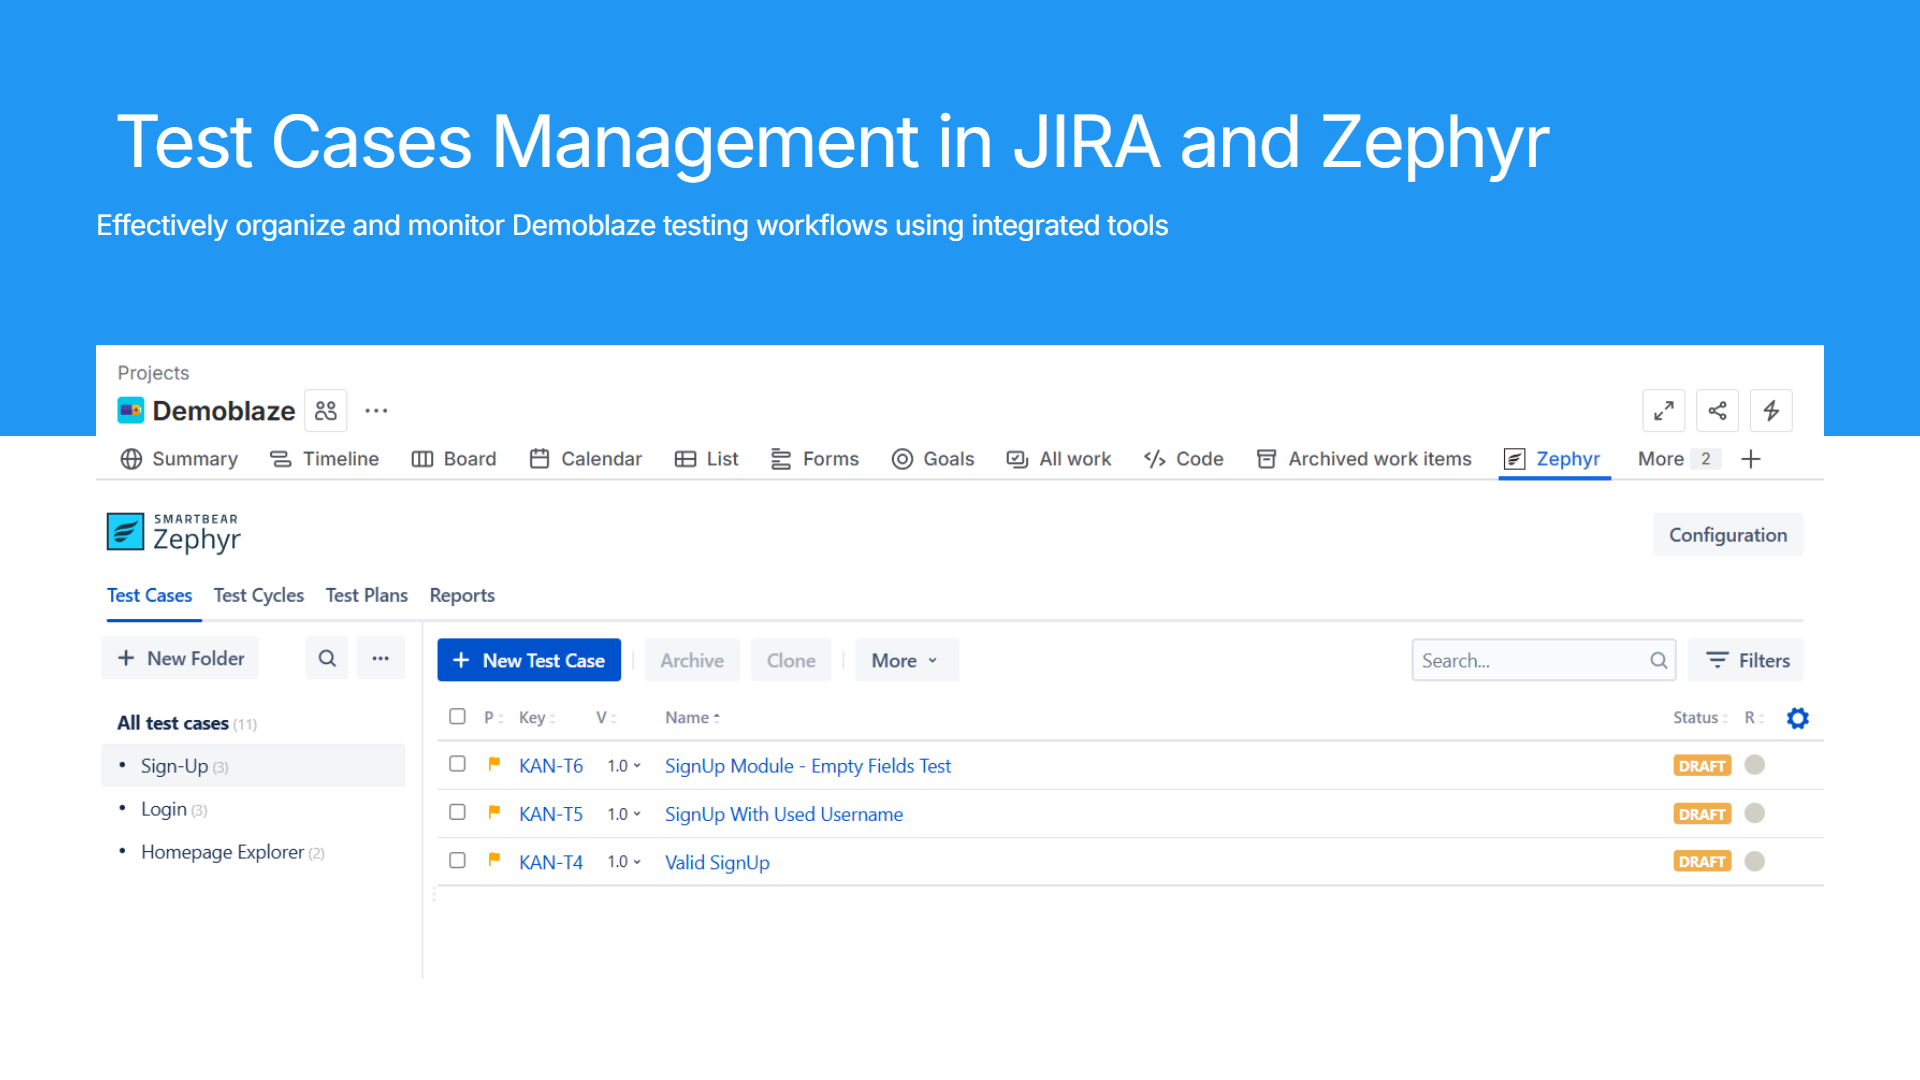 Test Cases Management in JIRA and Zephyr
Effectively organize and monitor Demoblaze testing workflows using integrated tools
Projects
Demoblaze
Summary Timeline Board Calendar List Forms Goals All work Code Archived work items Zephyr More 2
SMARTBEAR
Zephyr
Configuration
Test Cases Test Cycles Test Plans Reports
New Folder
New Test Case Archive Clone More Search... Filters
All test cases (11)
Sign-Up (3)
Login (3)
Homepage Explorer (2)
P Key V Name Status R
KAN-T6 1.0 SignUp Module - Empty Fields Test DRAFT
KAN-T5 1.0 SignUp With Used Username DRAFT
KAN-T4 1.0 Valid SignUp DRAFT